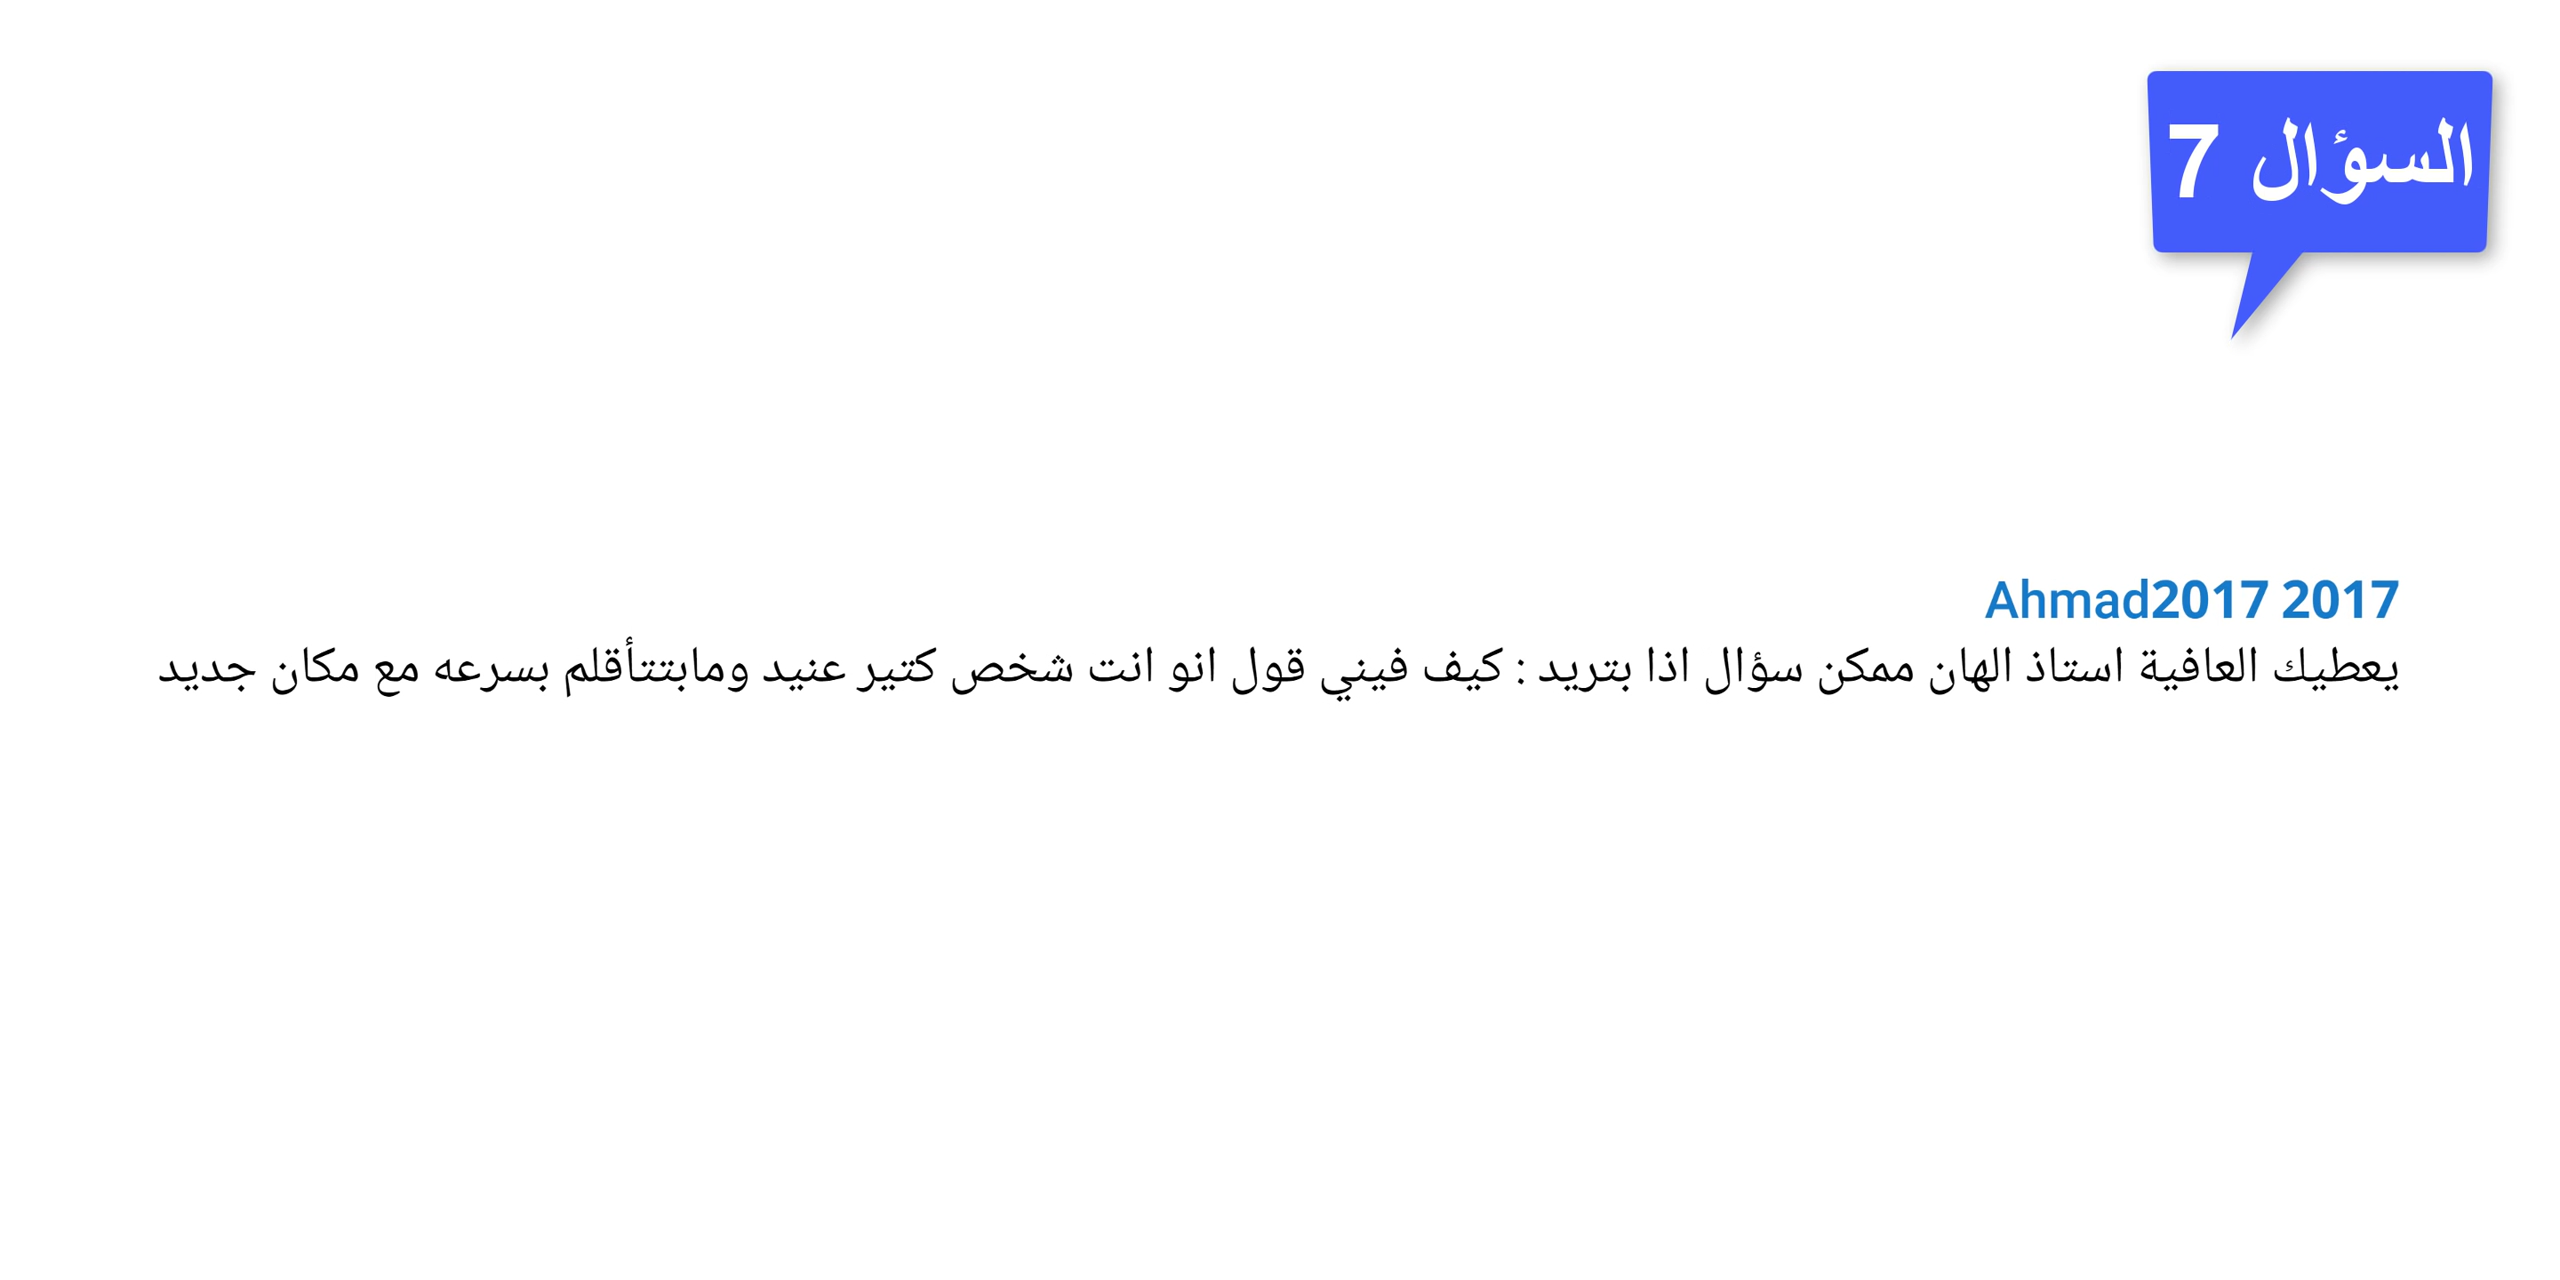 السؤال 7
Ahmad2017 2017
يعطيك العافية استاذ الهان ممكن سؤال اذا بتريد : كيف فيني قول انو انت شخص كتير عنيد ومابتتأقلم بسرعه مع مكان جديد